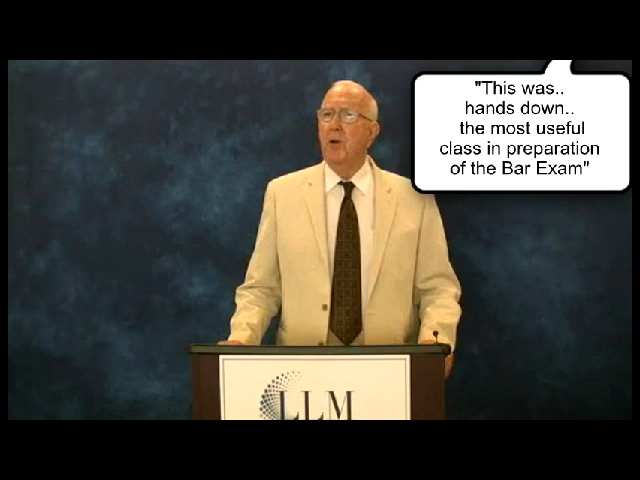 "This was..
hands down..
the most useful
class in preparation
of the Bar Exam"
LLM